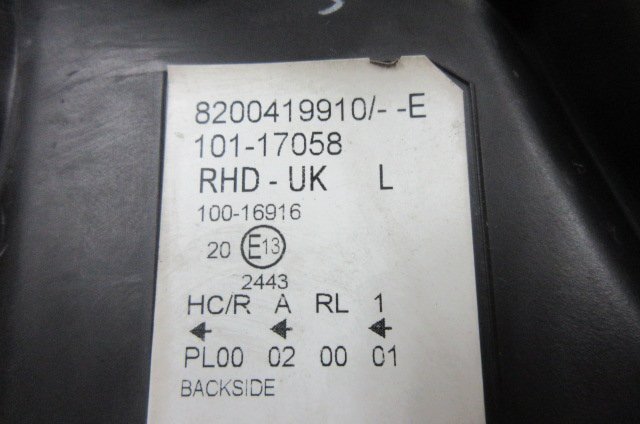 8200419910/- -E
101-17058
RHD - UK L
100-16916
20 E13
2443
HC/R A RL 1
PL00 02 00 01
BACKSIDE